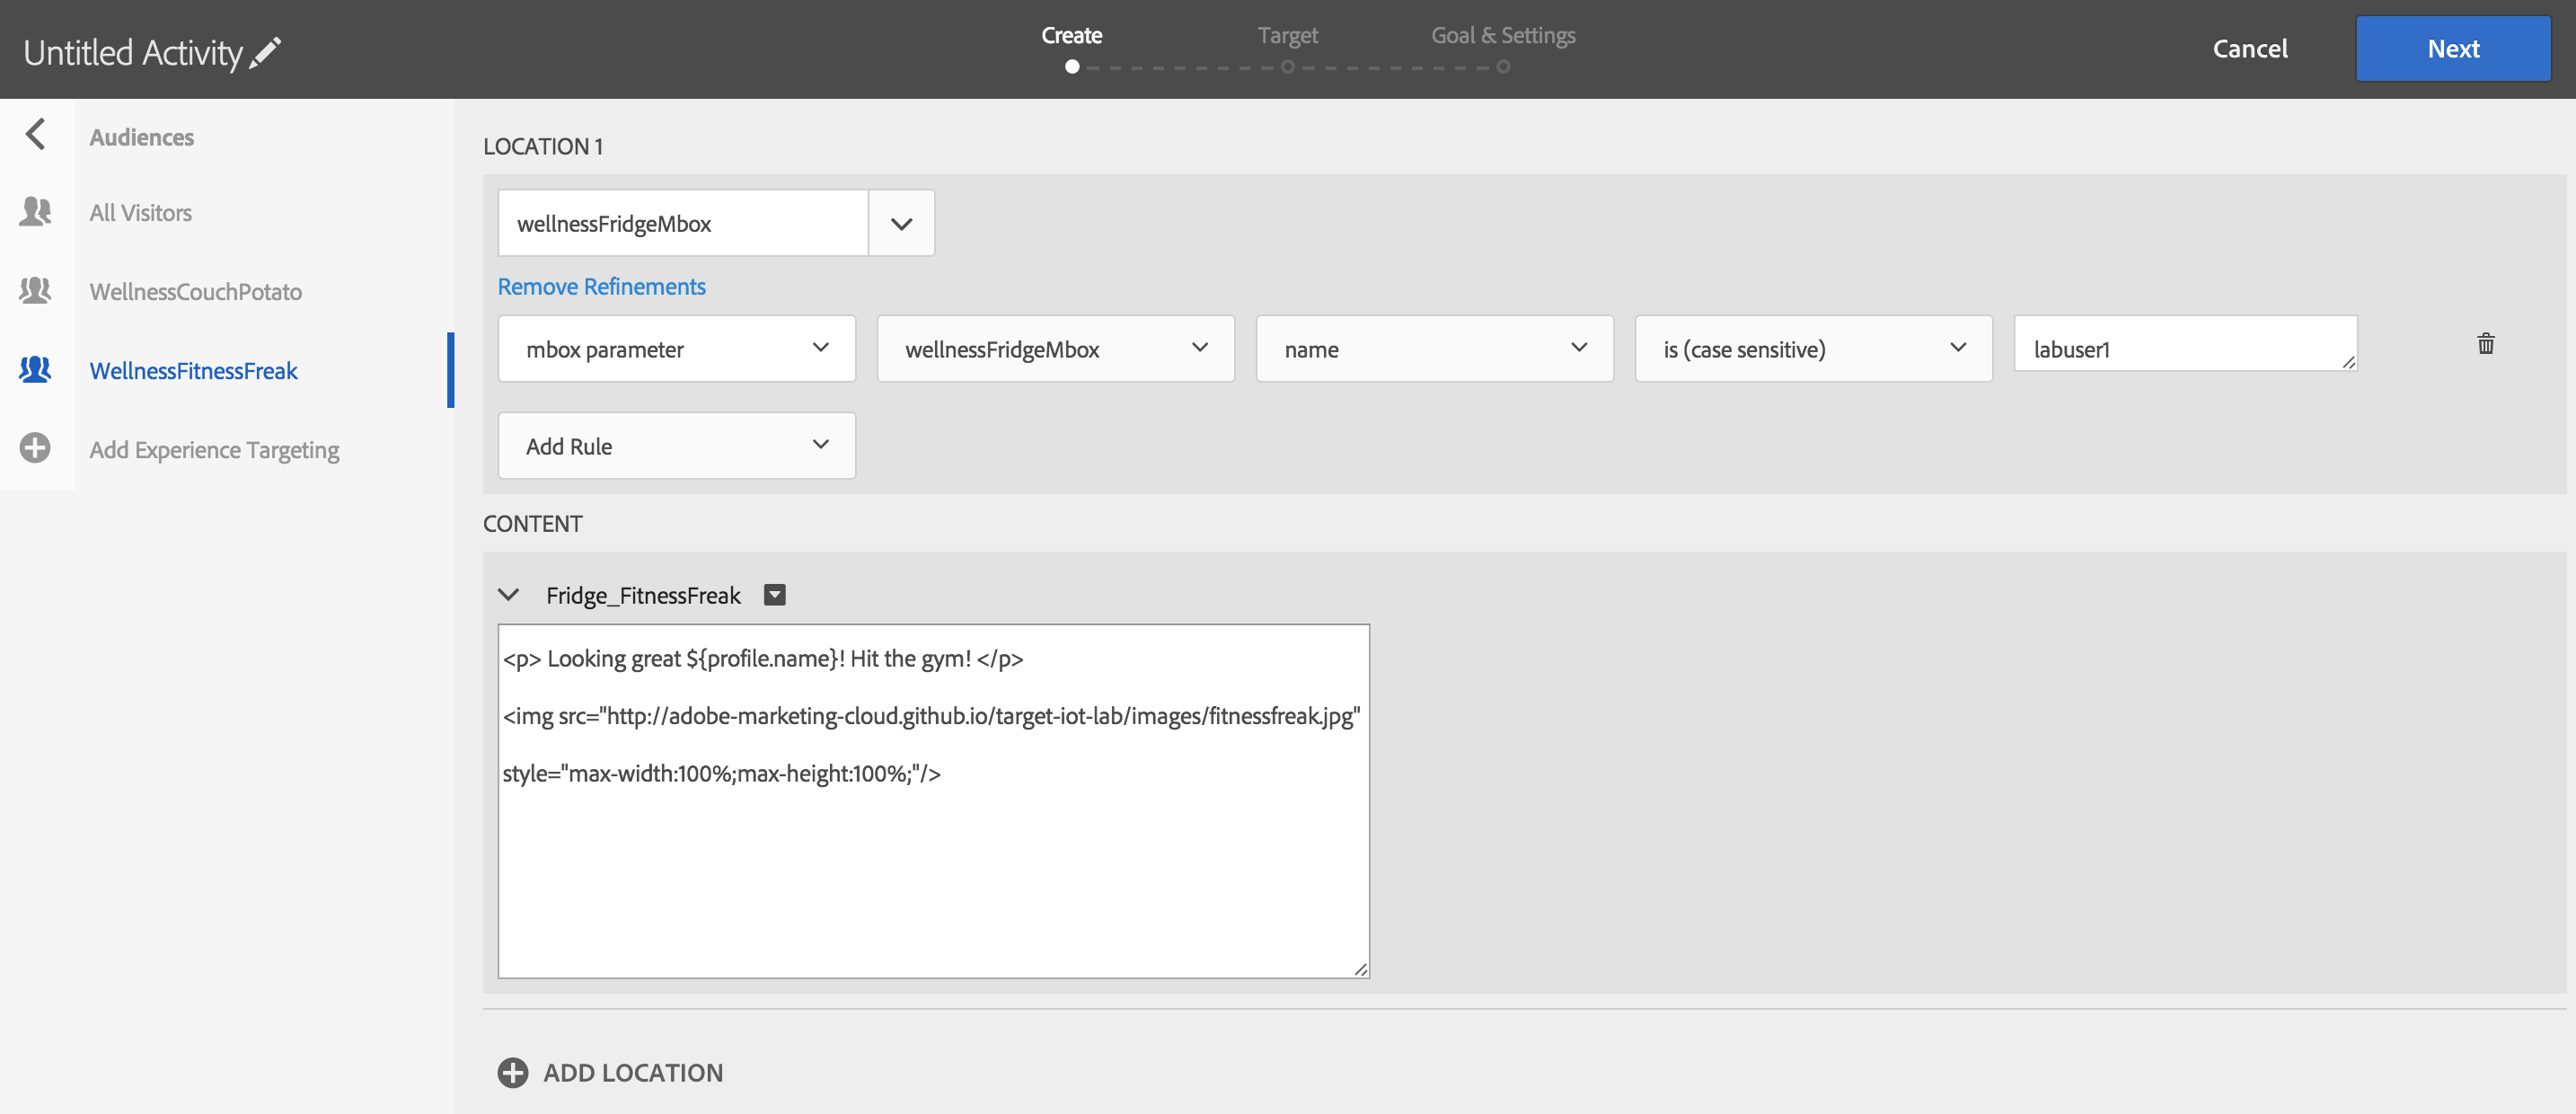 Untitled Activity
Create
Target
Goal & Settings
Cancel
Next
Audiences
All Visitors
WellnessCouchPotato
WellnessFitnessFreak
Add Experience Targeting
LOCATION 1
wellnessFridgeMbox
Remove Refinements
mbox parameter
wellnessFridgeMbox
name
is (case sensitive)
labuser1
Add Rule
CONTENT
Fridge_FitnessFreak
<p> Looking great ${profile.name}! Hit the gym! </p>
<img src="http://adobe-marketing-cloud.github.io/target-iot-lab/images/fitnessfreak.jpg"
style="max-width:100%;max-height:100%;"/>
ADD LOCATION